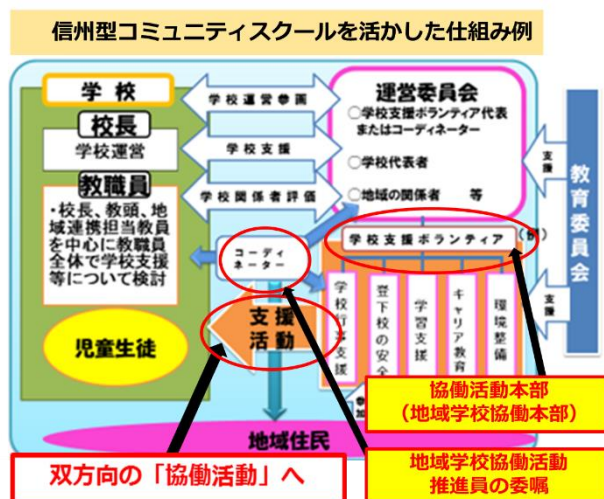 信州型コミュニティスクールを活かした仕組み例
学校
校長
学校運営
教職員
・校長、教頭、地
域連携担当教員
を中心に教職員
全体で学校支援
等について検討
児童生徒
学校運営参画
学校支援
学校関係者評価
コーディ
ネーター
支援
活動
運営委員会
○学校支援ボランティア代表
またはコーディネーター
○学校代表者
○地域の関係者 等
学校支援ボランティア
(例)
学校行事支援
登下校の安全
学習支援
キャリア教育
環境整備
支援
支援
教育委員会
参加
地域住民
協働活動本部
（地域学校協働本部）
双方向の「協働活動」へ
地域学校協働活動
推進員の委嘱